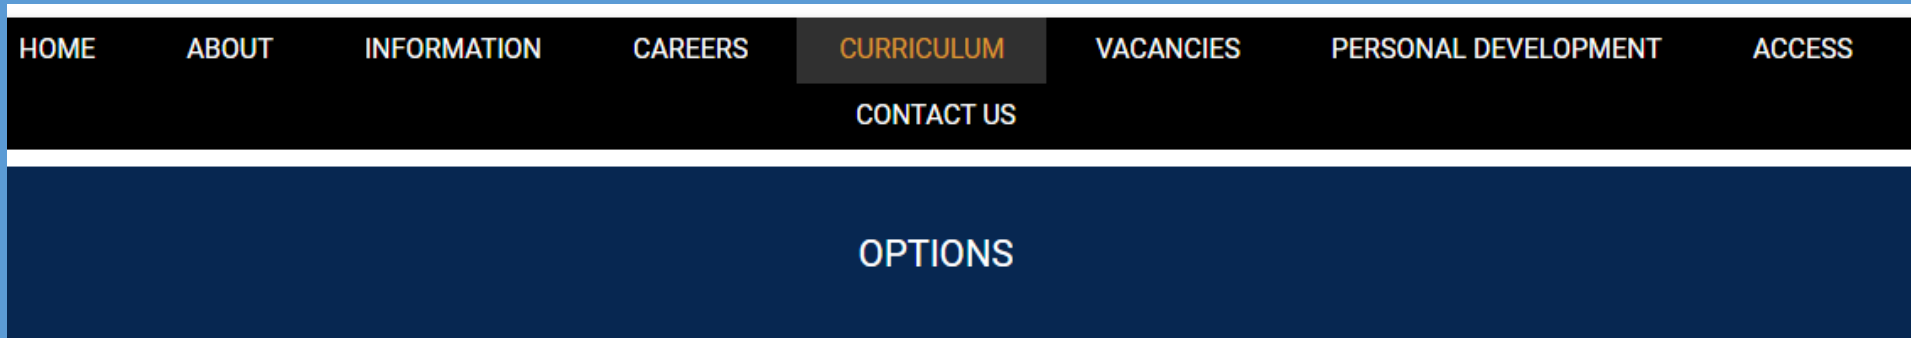 HOME ABOUT INFORMATION CAREERS CURRICULUM VACANCIES PERSONAL DEVELOPMENT ACCESS
CONTACT US
OPTIONS